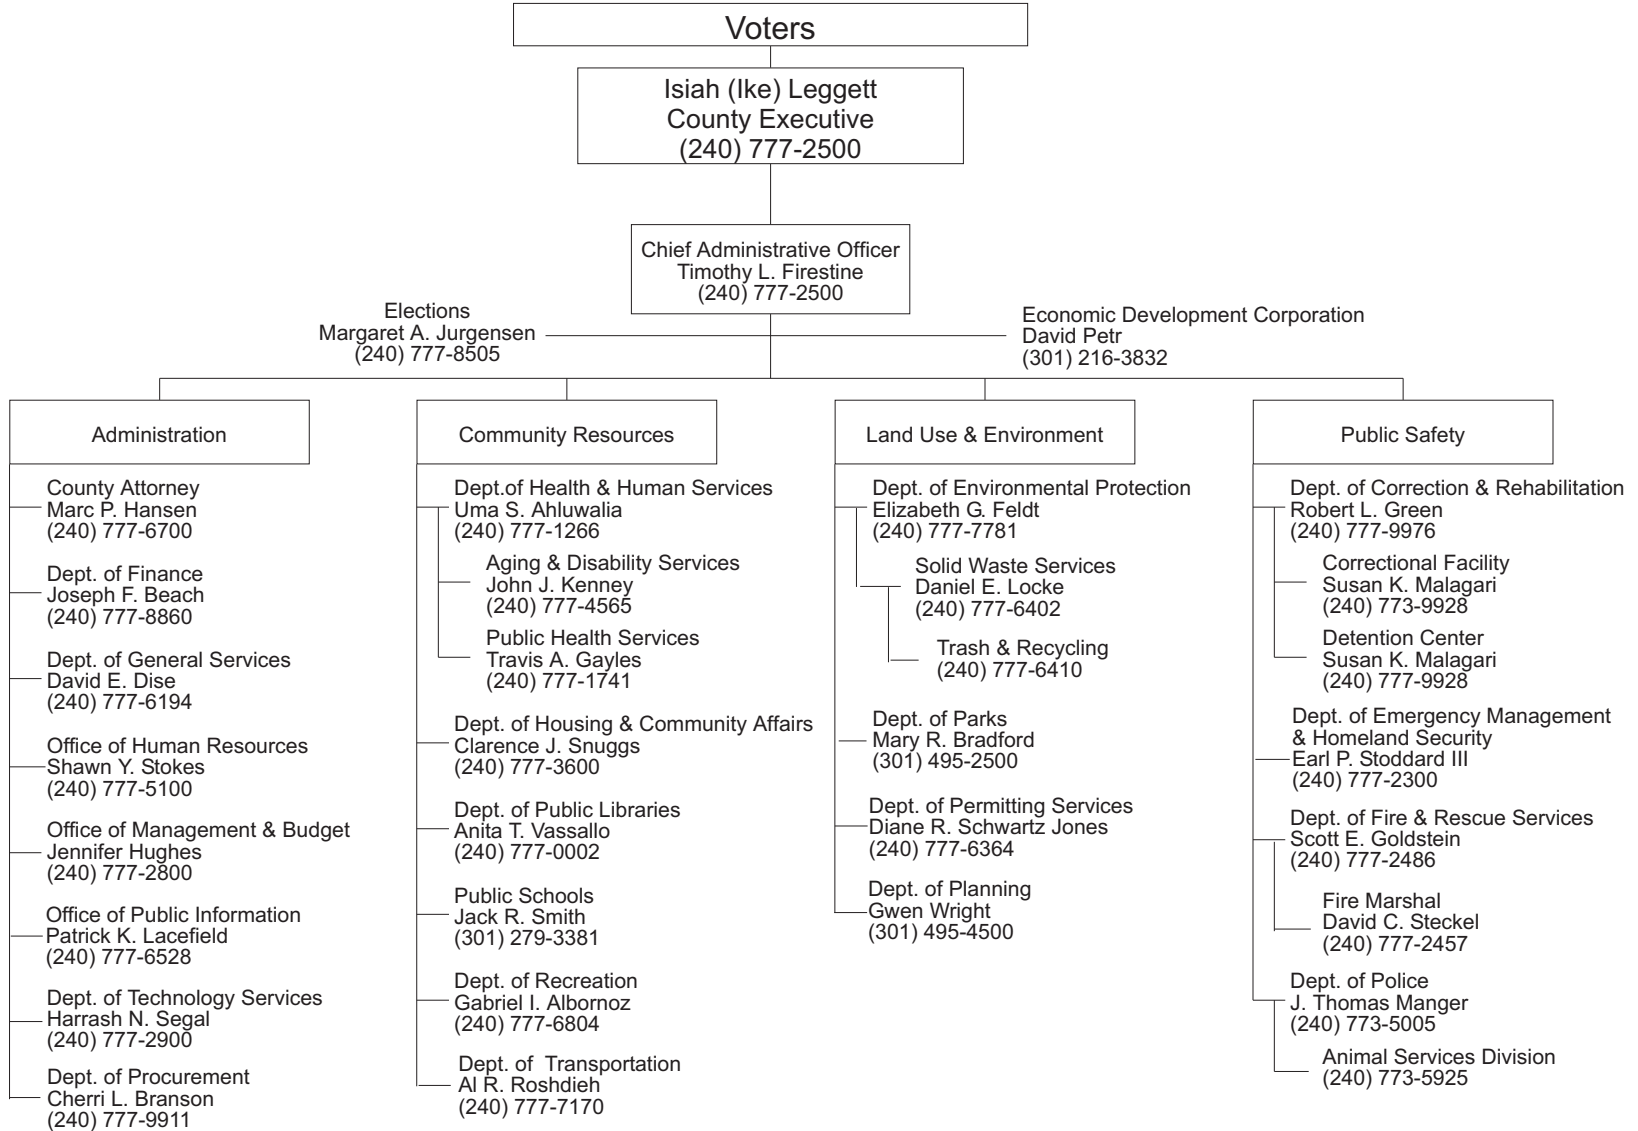 Voters
Isiah (Ike) Leggett
County Executive
(240) 777-2500
Chief Administrative Officer
Timothy L. Firestine
(240) 777-2500
Elections
Margaret A. Jurgensen
(240) 777-8505
Economic Development Corporation
David Petr
(301) 216-3832
Administration
County Attorney
Marc P. Hansen
(240) 777-6700
Dept. of Finance
Joseph F. Beach
(240) 777-8860
Dept. of General Services
David E. Dise
(240) 777-6194
Office of Human Resources
Shawn Y. Stokes
(240) 777-5100
Office of Management & Budget
Jennifer Hughes
(240) 777-2800
Office of Public Information
Patrick K. Lacefield
(240) 777-6528
Dept. of Technology Services
Harrash N. Segal
(240) 777-2900
Dept. of Procurement
Cherri L. Branson
(240) 777-9911
Community Resources
Dept.of Health & Human Services
Uma S. Ahluwalia
(240) 777-1266
Aging & Disability Services
John J. Kenney
(240) 777-4565
Public Health Services
Travis A. Gayles
(240) 777-1741
Dept. of Housing & Community Affairs
Clarence J. Snuggs
(240) 777-3600
Dept. of Public Libraries
Anita T. Vassallo
(240) 777-0002
Public Schools
Jack R. Smith
(301) 279-3381
Dept. of Recreation
Gabriel I. Albornoz
(240) 777-6804
Dept. of  Transportation
Al R. Roshdieh
(240) 777-7170
Land Use & Environment
Dept. of Environmental Protection
Elizabeth G. Feldt
(240) 777-7781
Solid Waste Services
Daniel E. Locke
(240) 777-6402
Trash & Recycling
(240) 777-6410
Dept. of Parks
Mary R. Bradford
(301) 495-2500
Dept. of Permitting Services
Diane R. Schwartz Jones
(240) 777-6364
Dept. of Planning
Gwen Wright
(301) 495-4500
Public Safety
Dept. of Correction & Rehabilitation
Robert L. Green
(240) 777-9976
Correctional Facility
Susan K. Malagari
(240) 773-9928
Detention Center
Susan K. Malagari
(240) 777-9928
Dept. of Emergency Management
& Homeland Security
Earl P. Stoddard III
(240) 777-2300
Dept. of Fire & Rescue Services
Scott E. Goldstein
(240) 777-2486
Fire Marshal
David C. Steckel
(240) 777-2457
Dept. of Police
J. Thomas Manger
(240) 773-5005
Animal Services Division
(240) 773-5925